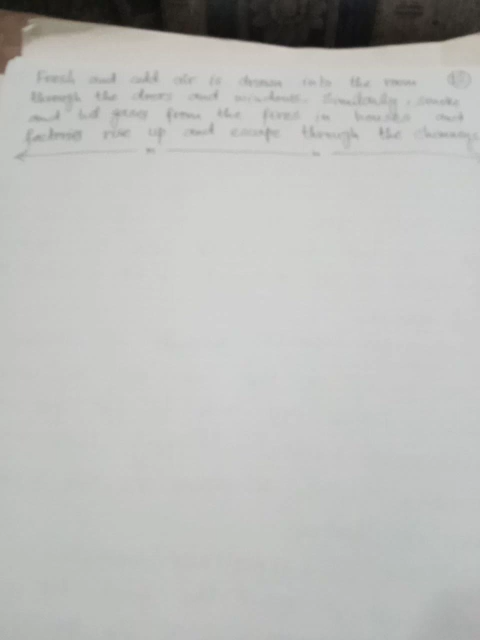 Fresh and cold air is drawn into the room
through the doors and windows. Similarly, smoke
and hot gases from the fires in houses and
factories rise up and escape through the chimneys